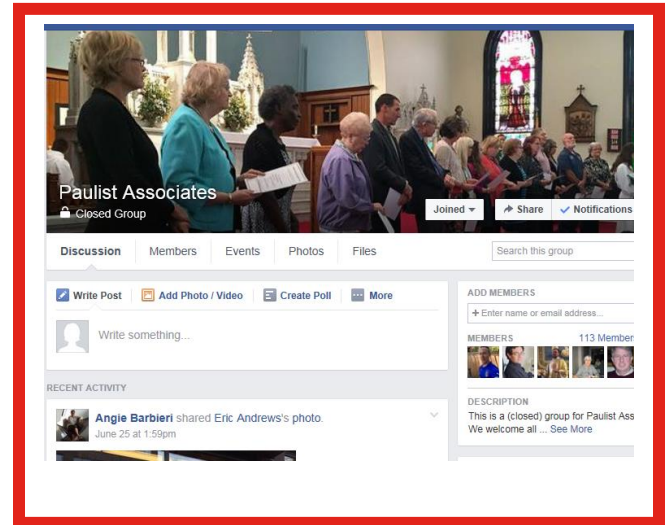 Paulist Associates
Closed Group
Joined
Share
Notifications
Discussion Members Events Photos Files
Search this group
Write Post Add Photo / Video Create Poll More
Write something...
RECENT ACTIVITY
Angie Barbieri shared Eric Andrews's photo.
June 25 at 1:59pm
ADD MEMBERS
+ Enter name or email address...
MEMBERS 113 Member
DESCRIPTION
This is a (closed) group for Paulist Ass
We welcome all ... See More